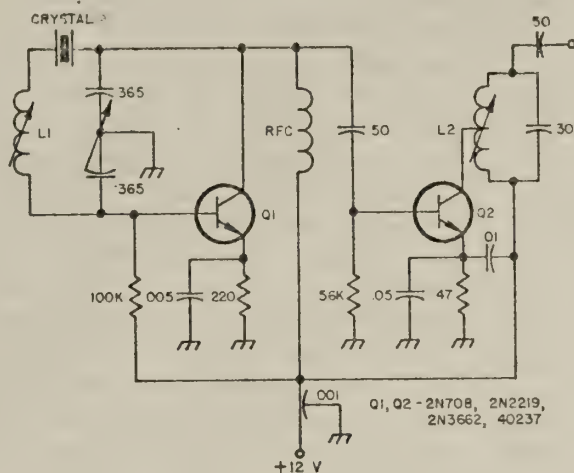 CRYSTAL
50
365
L1
RFC
50
L2
30
.365
Q1
Q2
01
100K
005
220
56K
.05
47
001
Q1, Q2 - 2N708, 2N2219,
2N3662, 40237
+12 V